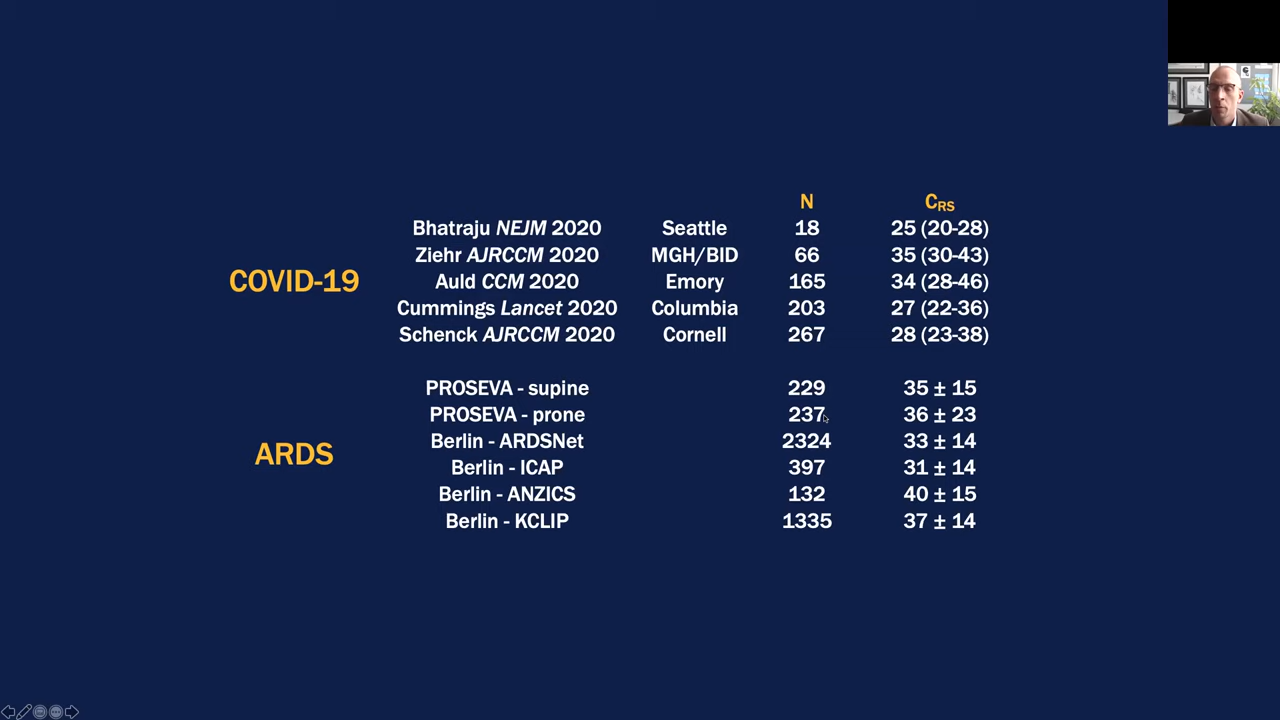 N C_RS
Bhatraju NEJM 2020 Seattle 18 25 (20-28)
Ziehr AJRCCM 2020 MGH/BID 66 35 (30-43)
COVID-19 Auld CCM 2020 Emory 165 34 (28-46)
Cummings Lancet 2020 Columbia 203 27 (22-36)
Schenck AJRCCM 2020 Cornell 267 28 (23-38)
PROSEVA - supine 229 35 ± 15
PROSEVA - prone 237 36 ± 23
Berlin - ARDSNet 2324 33 ± 14
ARDS
Berlin - ICAP 397 31 ± 14
Berlin - ANZICS 132 40 ± 15
Berlin - KCLIP 1335 37 ± 14